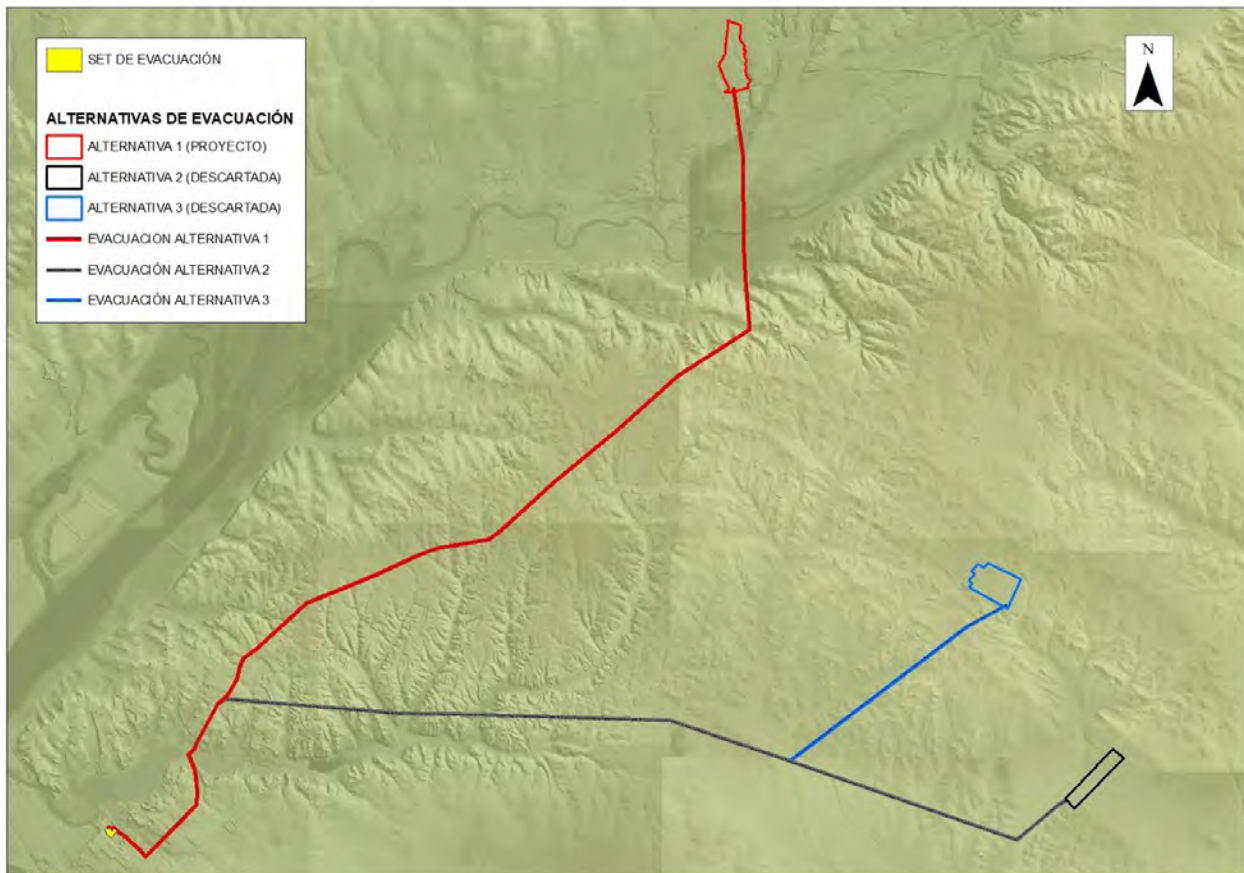 SET DE EVACUACIÓN
ALTERNATIVAS DE EVACUACIÓN
ALTERNATIVA 1 (PROYECTO)
ALTERNATIVA 2 (DESCARTADA)
ALTERNATIVA 3 (DESCARTADA)
EVACUACION ALTERNATIVA 1
EVACUACIÓN ALTERNATIVA 2
EVACUACIÓN ALTERNATIVA 3
N